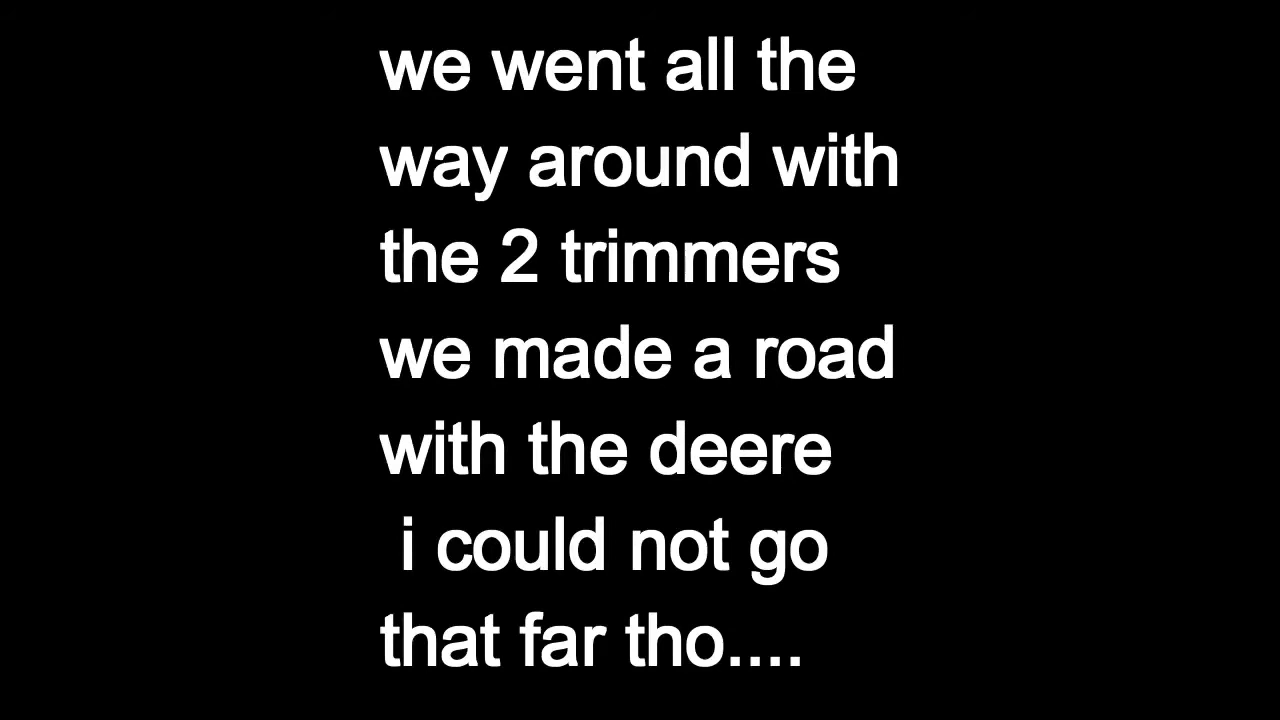 we went all the
way around with
the 2 trimmers
we made a road
with the deere
i could not go
that far tho....